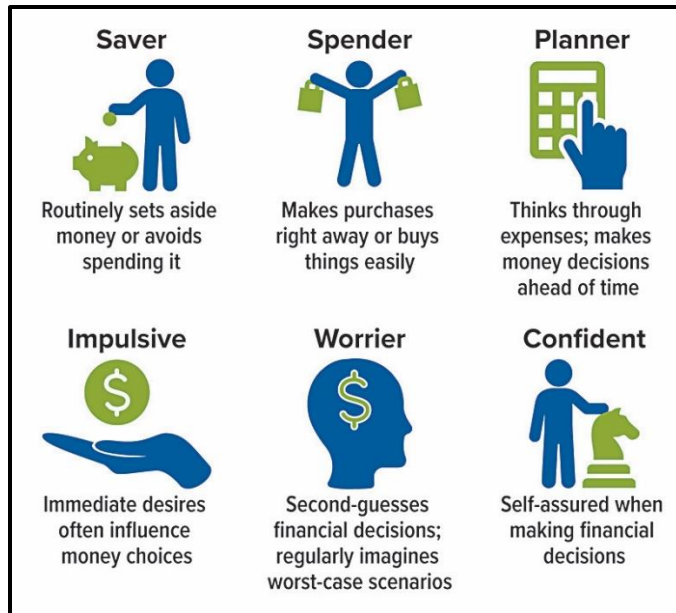 Saver
Routinely sets aside
money or avoids
spending it
Spender
Makes purchases
right away or buys
things easily
Planner
Thinks through
expenses; makes
money decisions
ahead of time
Impulsive
$
Immediate desires
often influence
money choices
Worrier
$
Second-guesses
financial decisions;
regularly imagines
worst-case scenarios
Confident
Self-assured when
making financial
decisions